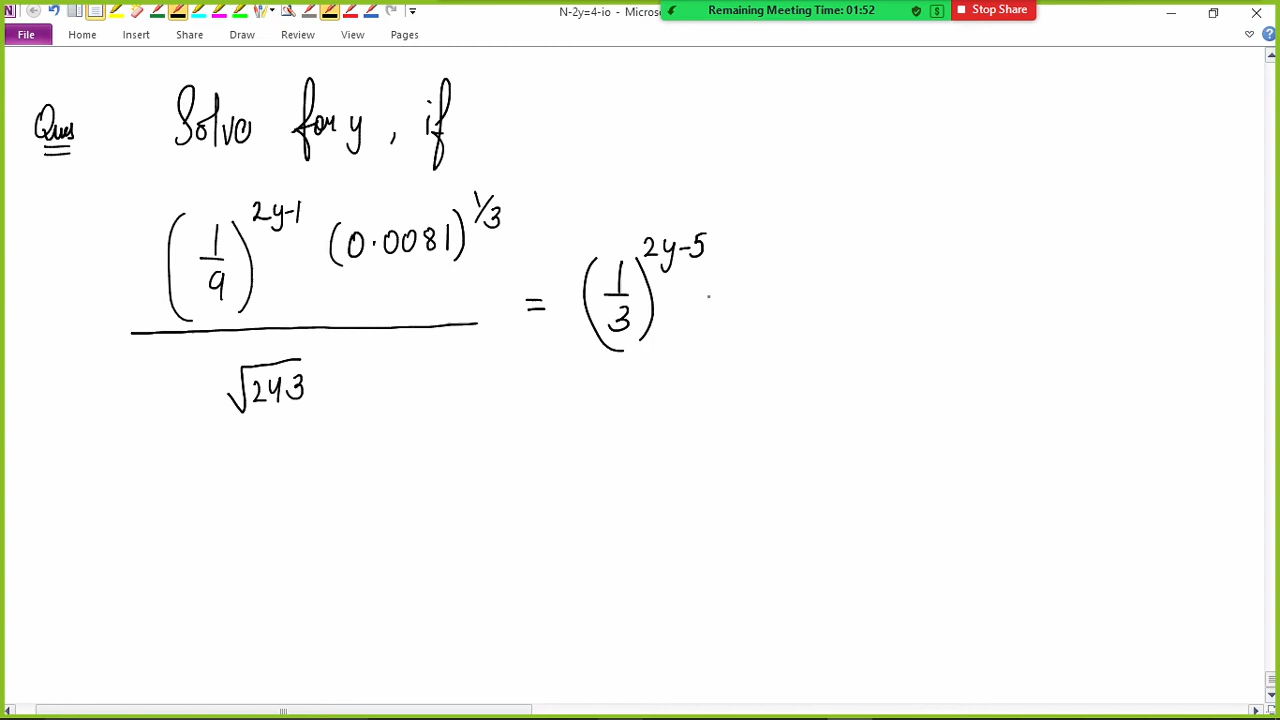 N-2y=4-io - Microso
Remaining Meeting Time: 01:52
Stop Share
File Home Insert Share Draw Review View Pages
Ques Solve for y, if
(1/9)^(2y-1) (0.0081)^(1/3) / √243 = (1/3)^(2y-5)